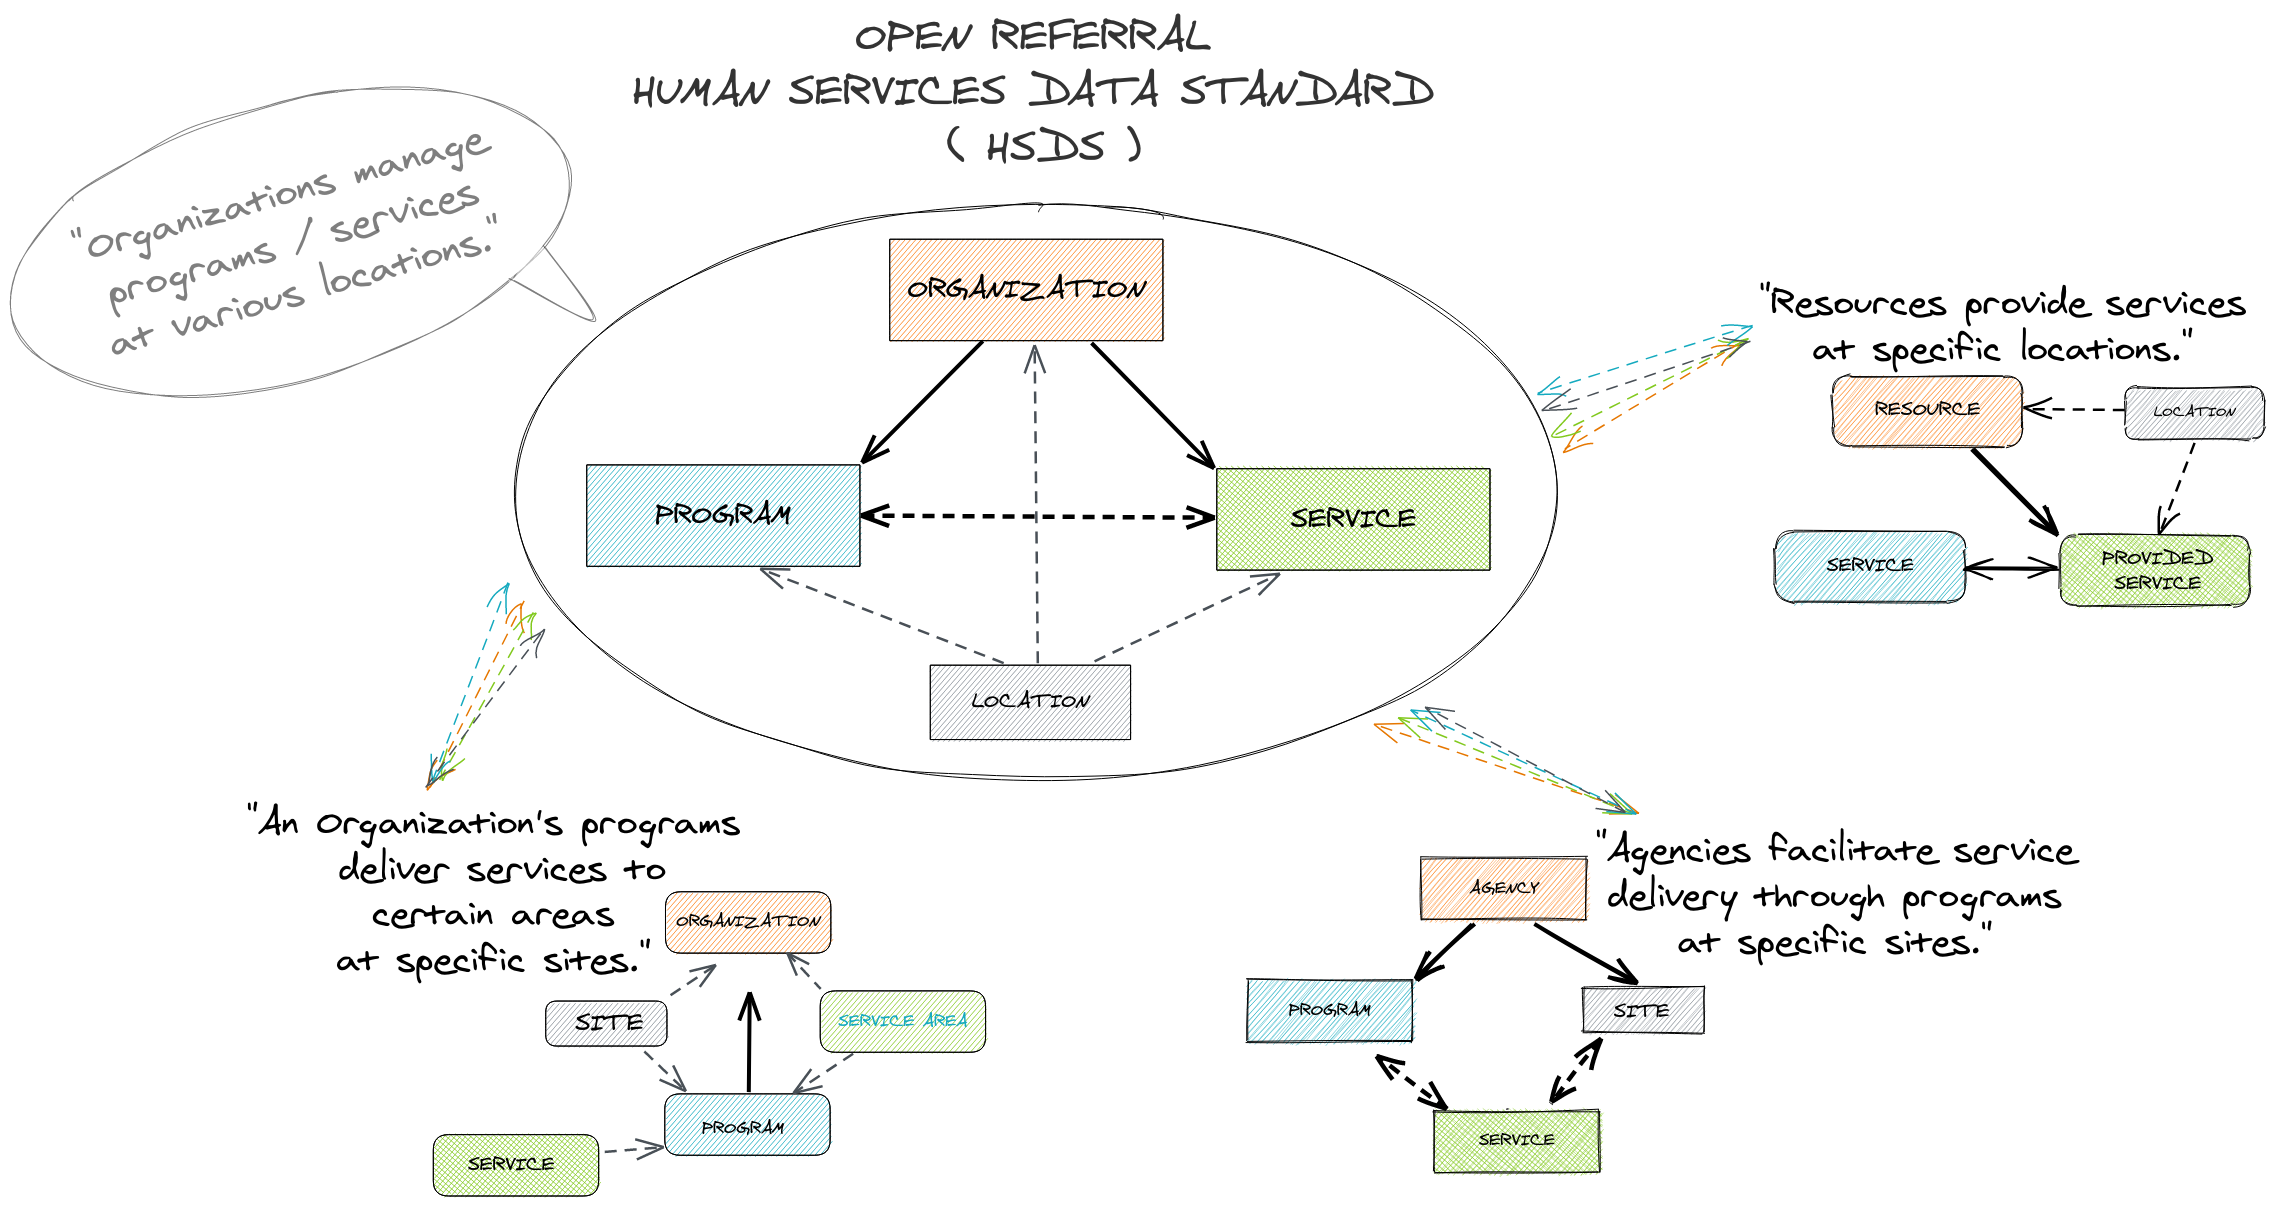 OPEN REFERRAL
HUMAN SERVICES DATA STANDARD
( HSDS )
"Organizations manage
programs / services
at various locations."
ORGANIZATION
PROGRAM
SERVICE
LOCATION
"Resources provide services
at specific locations."
RESOURCE
LOCATION
SERVICE
PROVIDED
SERVICE
"An Organization's programs
deliver services to
certain areas
at specific sites."
ORGANIZATION
SITE
SERVICE AREA
PROGRAM
SERVICE
"Agencies facilitate service
delivery through programs
at specific sites."
AGENCY
PROGRAM
SITE
SERVICE